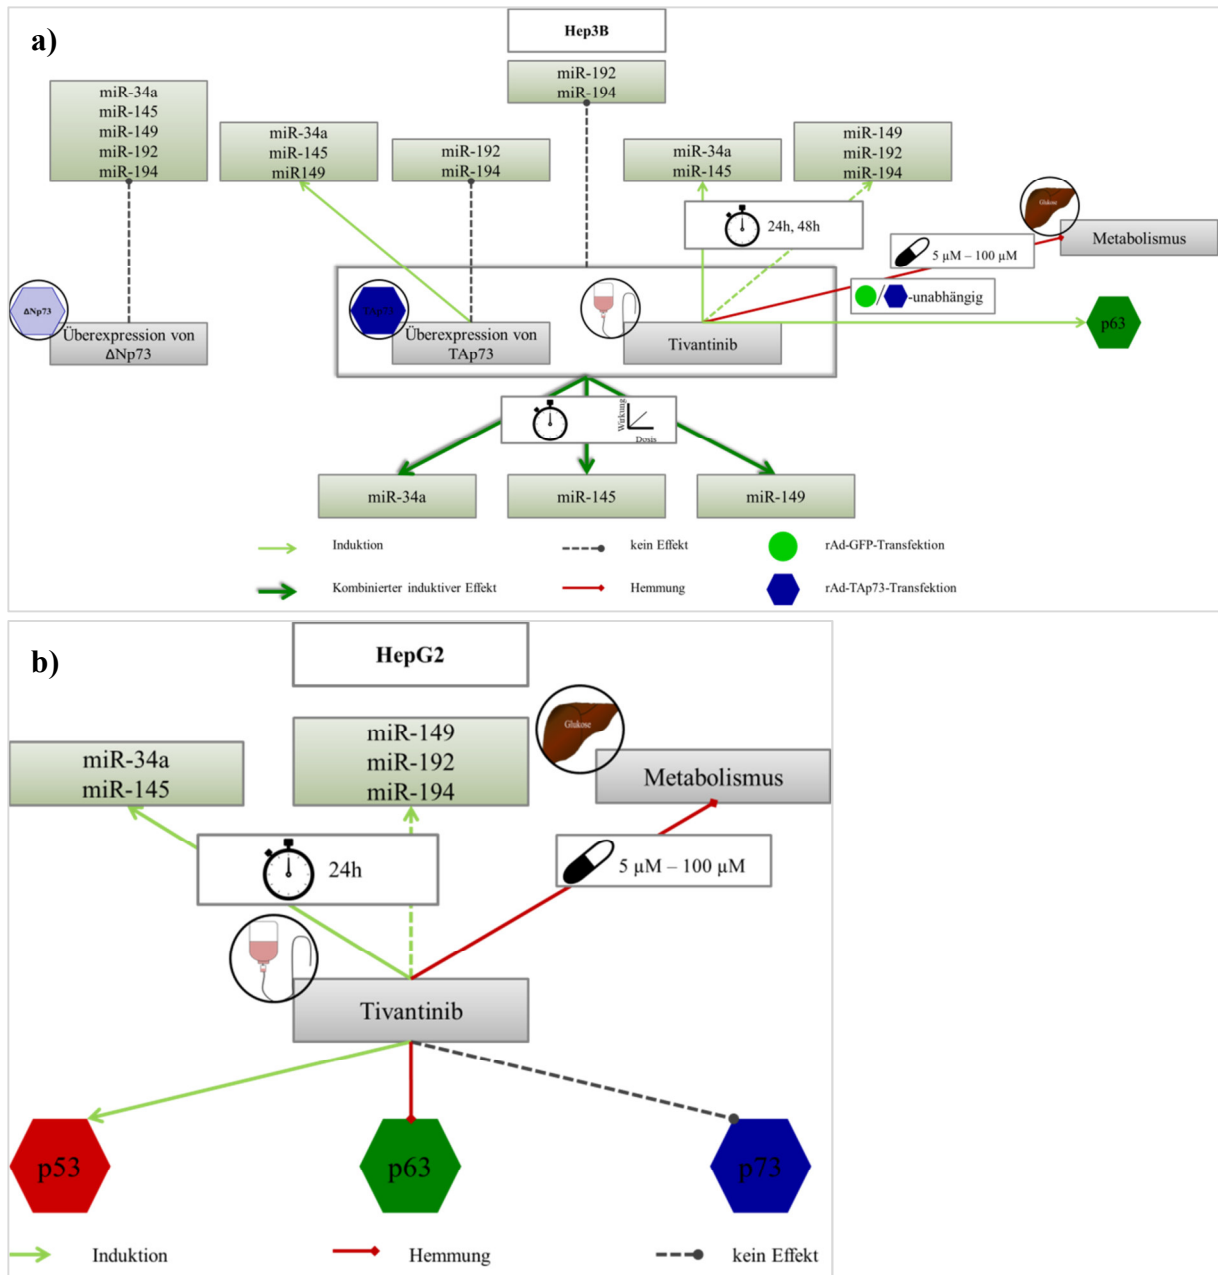 a)
Hep3B
miR-192
miR-194
miR-34a
miR-145
miR-149
miR-192
miR-194
miR-34a
miR-145
miR149
miR-192
miR-194
miR-34a
miR-145
miR-149
miR-192
miR-194
Glukose
Metabolismus
24h, 48h
5 µM – 100 µM
/ -unabhängig
ΔNp73
Überexpression von
ΔNp73
TAp73
Überexpression von
TAp73
Tivantinib
p63
Wirkung
Dosis
miR-34a
miR-145
miR-149
Induktion
kein Effekt
rAd-GFP-Transfektion
Kombinierter induktiver Effekt
Hemmung
rAd-TAp73-Transfektion
b)
HepG2
Glukose
miR-34a
miR-145
miR-149
miR-192
miR-194
Metabolismus
24h
5 µM – 100 µM
Tivantinib
p53
p63
p73
Induktion
Hemmung
kein Effekt